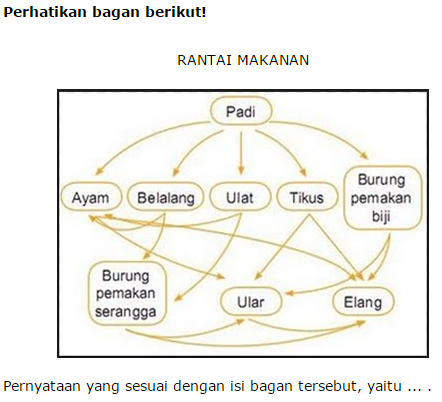 Perhatikan bagan berikut!
RANTAI MAKANAN
Padi
Ayam
Belalang
Ulat
Tikus
Burung
pemakan
biji
Burung
pemakan
serangga
Ular
Elang
Pernyataan yang sesuai dengan isi bagan tersebut, yaitu ... .